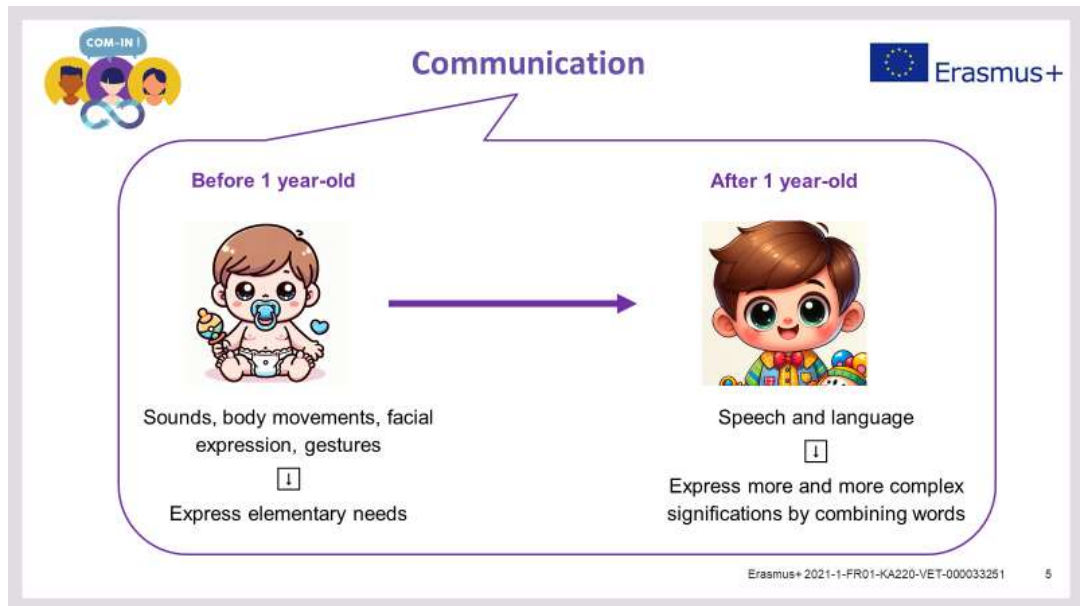 COM-IN !
Communication
Erasmus+
Before 1 year-old
After 1 year-old
Sounds, body movements, facial
expression, gestures
↓
Express elementary needs
Speech and language
↓
Express more and more complex
significations by combining words
Erasmus+ 2021-1-FR01-KA220-VET-000033251
5